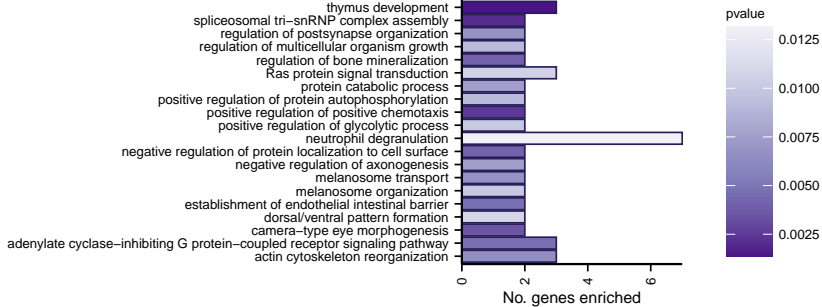 thymus development
spliceosomal tri−snRNP complex assembly
regulation of postsynapse organization
regulation of multicellular organism growth
regulation of bone mineralization
Ras protein signal transduction
protein catabolic process
positive regulation of protein autophosphorylation
positive regulation of positive chemotaxis
positive regulation of glycolytic process
neutrophil degranulation
negative regulation of protein localization to cell surface
negative regulation of axonogenesis
melanosome transport
melanosome organization
establishment of endothelial intestinal barrier
dorsal/ventral pattern formation
camera−type eye morphogenesis
adenylate cyclase−inhibiting G protein−coupled receptor signaling pathway
actin cytoskeleton reorganization
0 2 4 6
No. genes enriched
pvalue
0.0125
0.0100
0.0075
0.0050
0.0025